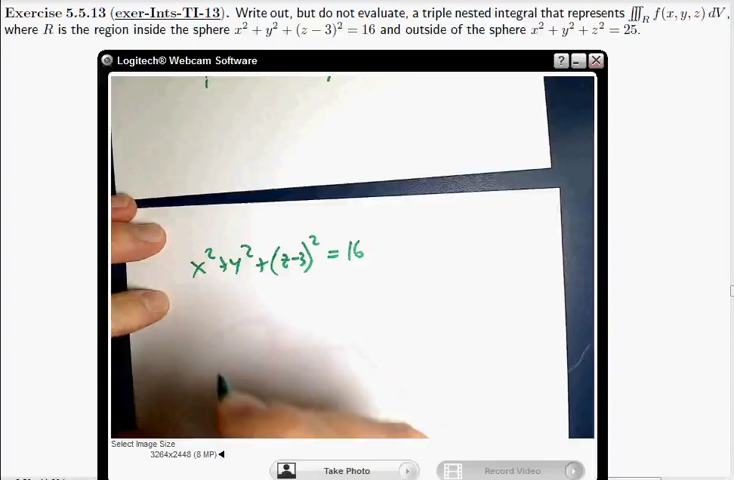 Exercise 5.5.13 (exer-Ints-TI-13). Write out, but do not evaluate, a triple nested integral that represents ∭_R f(x, y, z) dV,
where R is the region inside the sphere x² + y² + (z − 3)² = 16 and outside of the sphere x² + y² + z² = 25.
Logitech® Webcam Software
x²+y²+(z-3)² = 16
Select Image Size
3264x2448 (8 MP)
Take Photo
Record Video